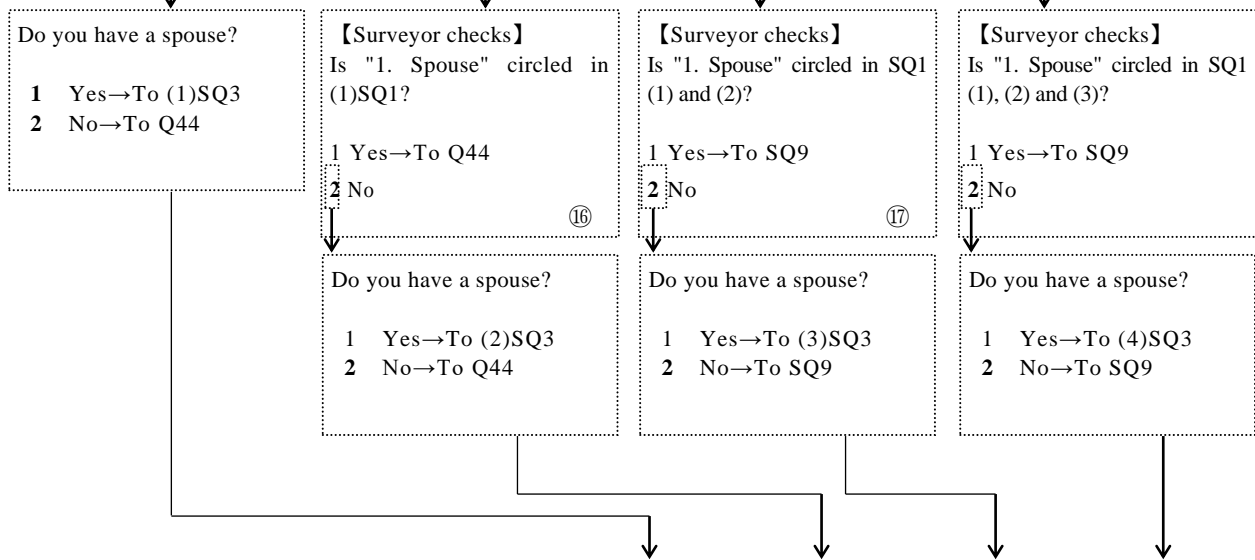 Do you have a spouse?
1 Yes→To (1)SQ3
2 No→To Q44
【Surveyor checks】
Is "1. Spouse" circled in
(1)SQ1?
1 Yes→To Q44
2 No
⑯
【Surveyor checks】
Is "1. Spouse" circled in SQ1
(1) and (2)?
1 Yes→To SQ9
2 No
⑰
【Surveyor checks】
Is "1. Spouse" circled in SQ1
(1), (2) and (3)?
1 Yes→To SQ9
2 No
Do you have a spouse?
1 Yes→To (2)SQ3
2 No→To Q44
Do you have a spouse?
1 Yes→To (3)SQ3
2 No→To SQ9
Do you have a spouse?
1 Yes→To (4)SQ3
2 No→To SQ9